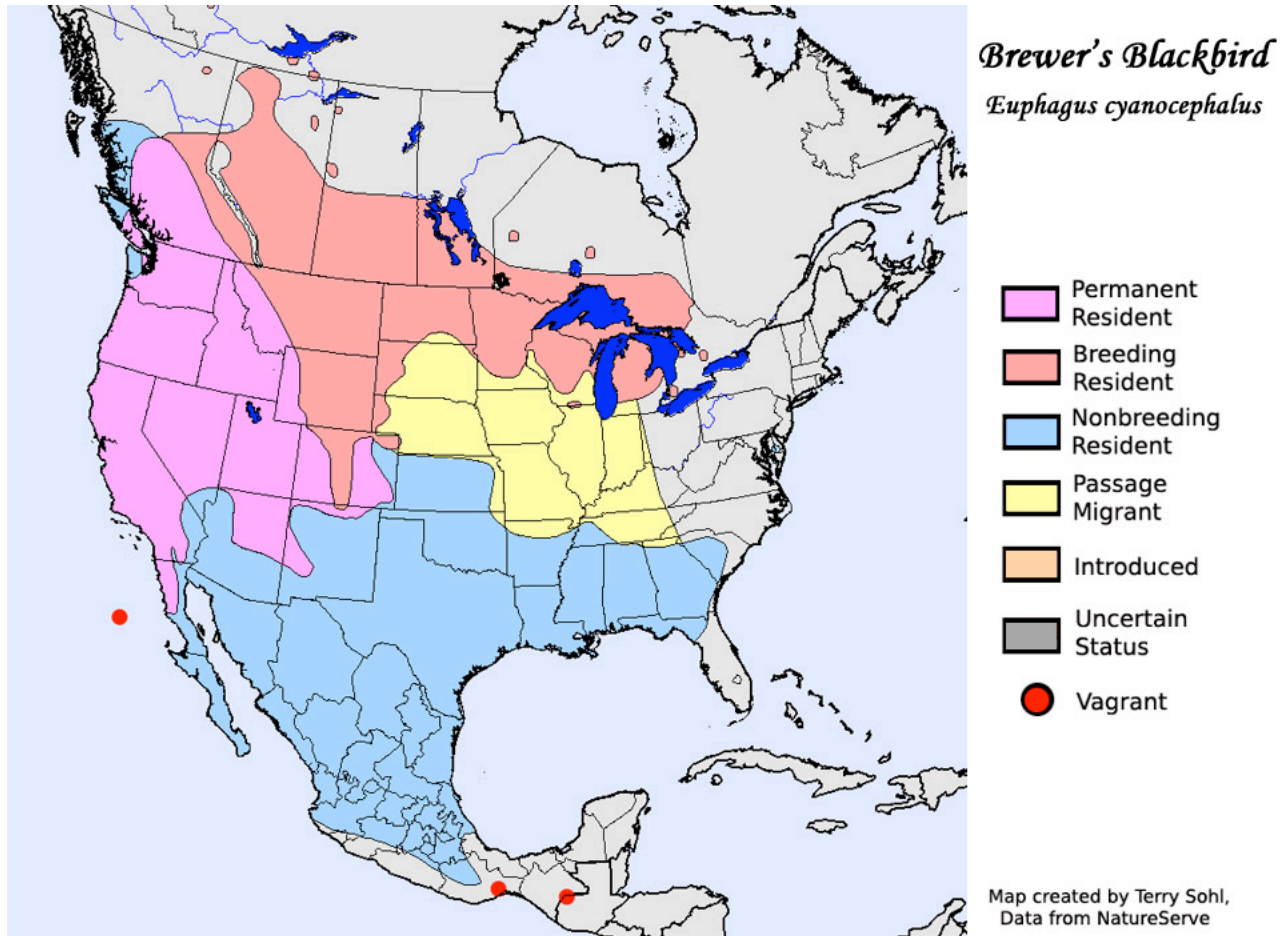 Brewer's Blackbird
Euphagus cyanocephalus
Permanent
Resident
Breeding
Resident
Nonbreeding
Resident
Passage
Migrant
Introduced
Uncertain
Status
Vagrant
Map created by Terry Sohl,
Data from NatureServe